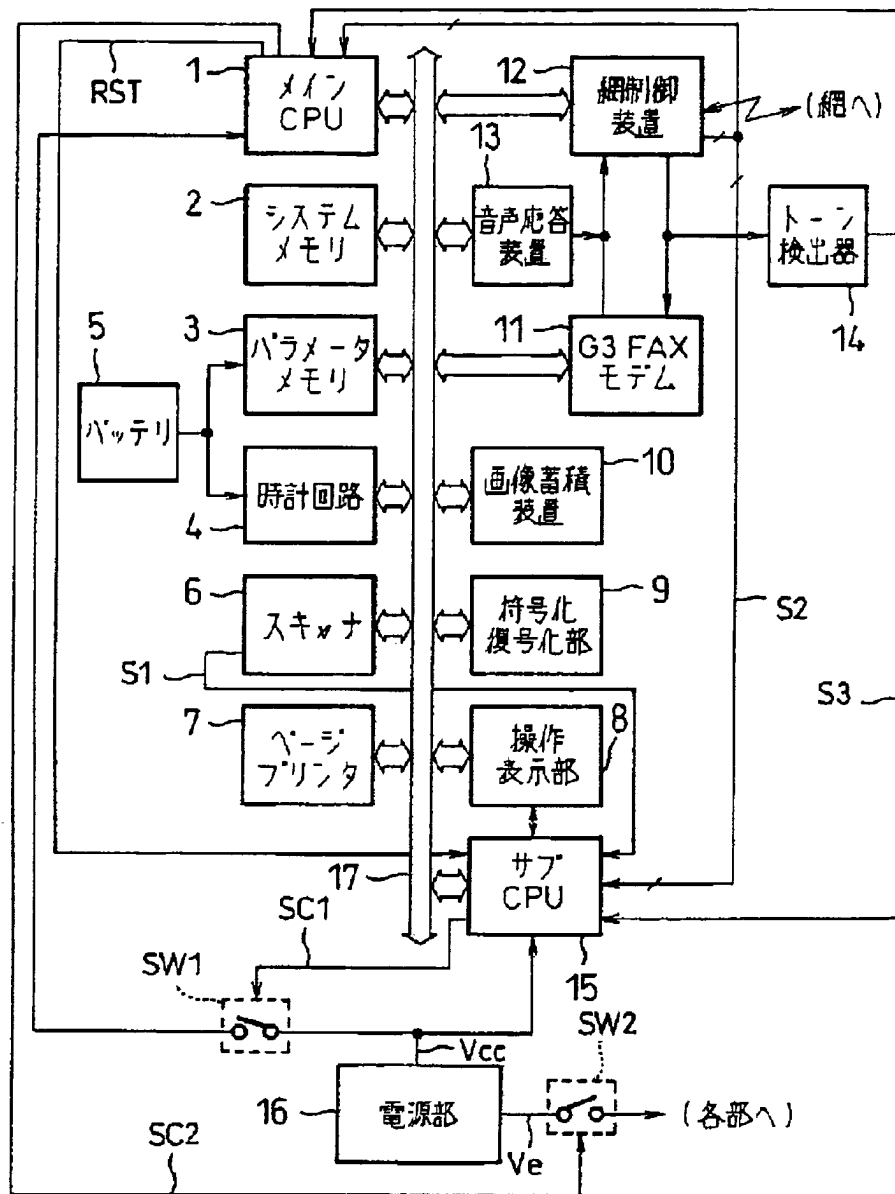 RST
1
メイン
CPU
12
網制御
装置
(網へ)
2
システム
メモリ
13
音声応答
装置
トーン
検出器
14
3
パラメータ
メモリ
11
G3 FAX
モデム
5
バッテリ
時計回路
4
10
画像蓄積
装置
6
スキャナ
9
符号化
復号化部
S1
S2
S3
7
ページ
プリンタ
8
操作
表示部
17
サブ
CPU
15
SC1
SW1
Vcc
SW2
16
電源部
Ve
(各部へ)
SC2